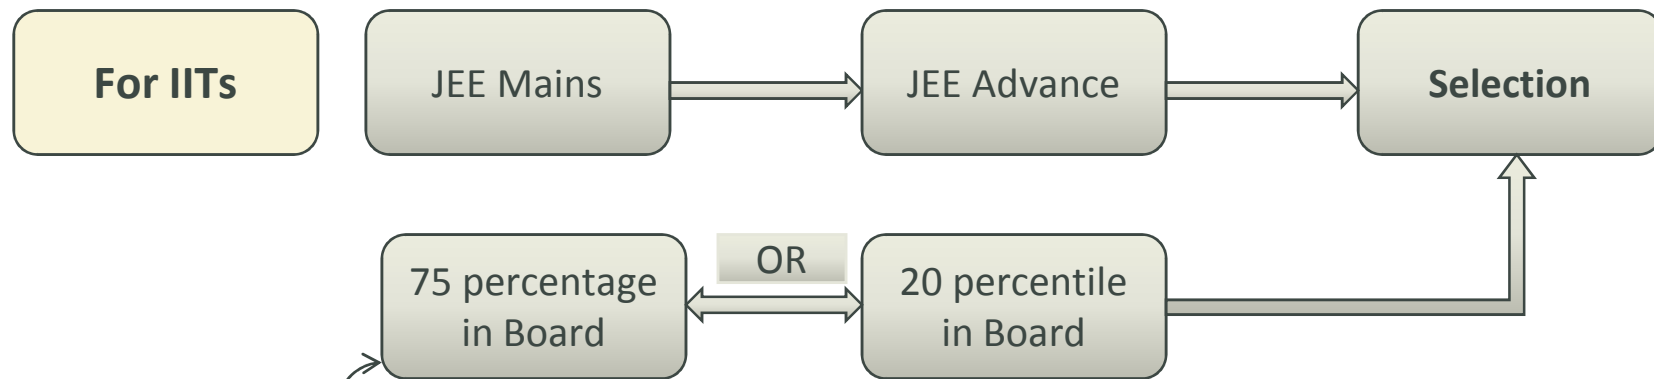 For IITs
JEE Mains
JEE Advance
Selection
75 percentage
in Board
OR
20 percentile
in Board